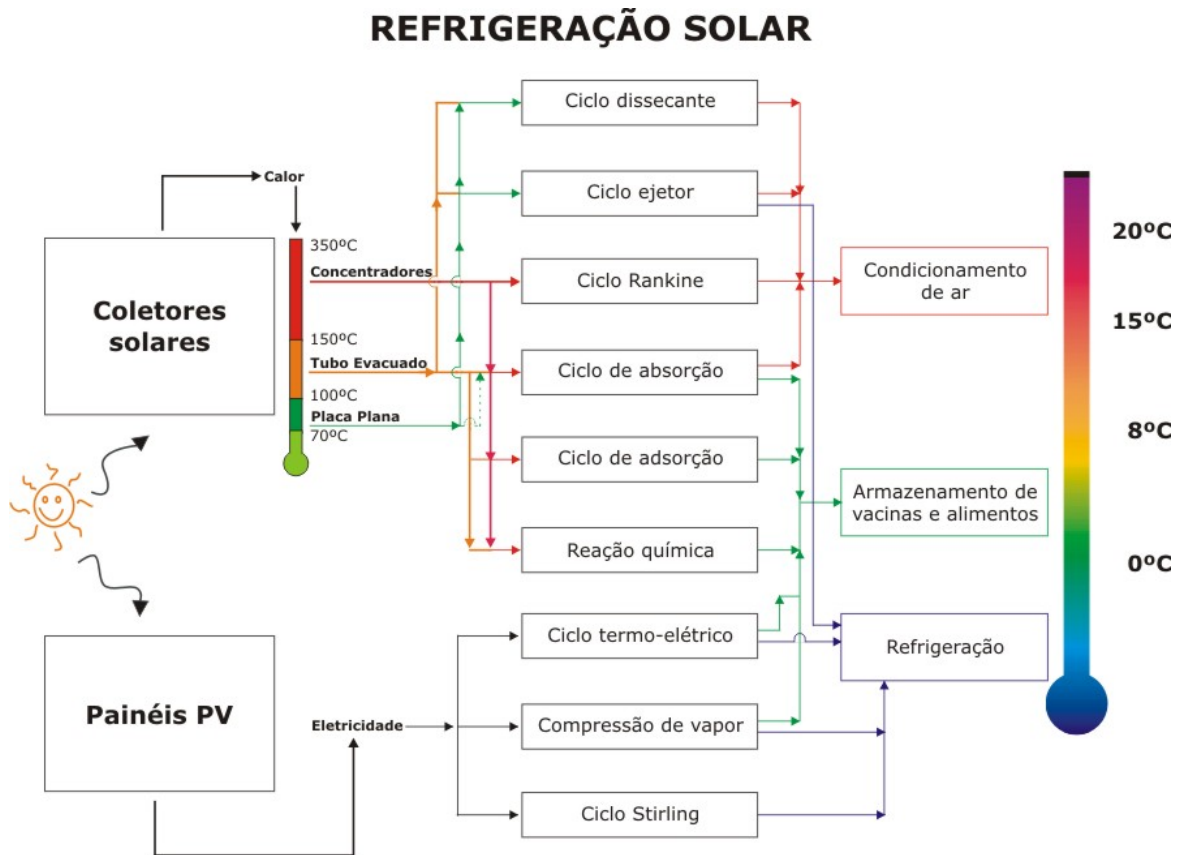 REFRIGERAÇÃO SOLAR
Calor
Coletores
solares
350ºC
Concentradores
150ºC
Tubo Evacuado
100ºC
Placa Plana
70ºC
Painéis PV
Eletricidade
Ciclo dissecante
Ciclo ejetor
Ciclo Rankine
Ciclo de absorção
Ciclo de adsorção
Reação química
Ciclo termo-elétrico
Compressão de vapor
Ciclo Stirling
Condicionamento
de ar
Armazenamento de
vacinas e alimentos
Refrigeração
20ºC
15ºC
8ºC
0ºC